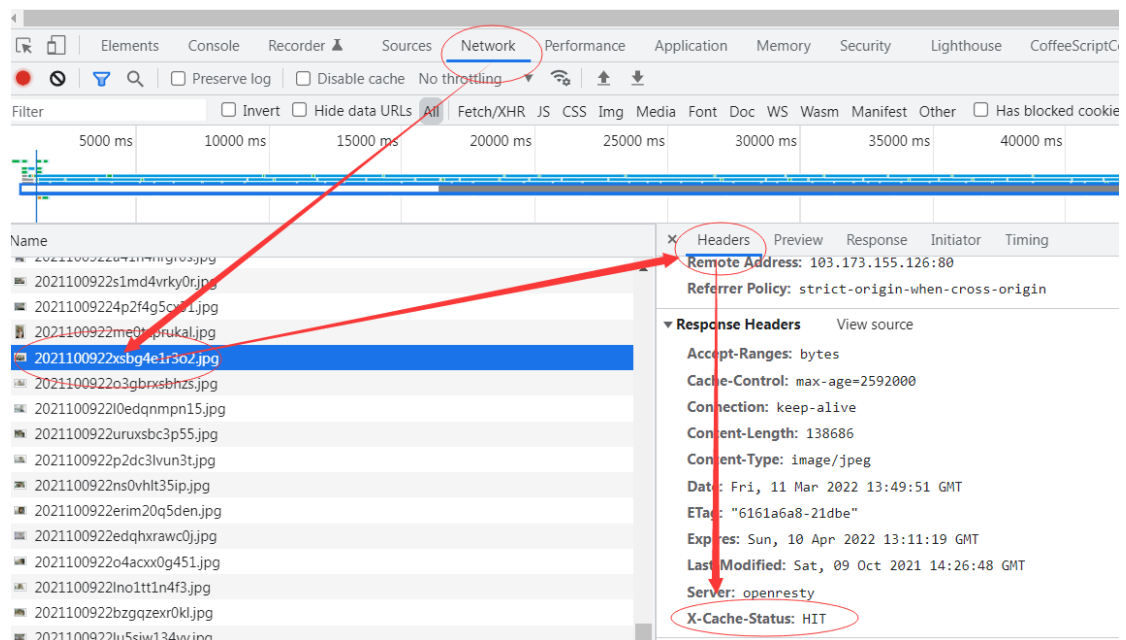 Elements Console Recorder Sources Network Performance Application Memory Security Lighthouse CoffeeScriptCo
Preserve log Disable cache No throttling
Filter Invert Hide data URLs All Fetch/XHR JS CSS Img Media Font Doc WS Wasm Manifest Other Has blocked cookie
5000 ms 10000 ms 15000 ms 20000 ms 25000 ms 30000 ms 35000 ms 40000 ms
Name
Headers Preview Response Initiator Timing
2021100922s1md4vrky0r.jpg
2021100922xsbg4e1r3o2.jpg
2021100922o3gbrxsbhzs.jpg
2021100922l0edqnmpn15.jpg
2021100922uruxsbc3p55.jpg
2021100922p2dc3lvun3t.jpg
2021100922ns0vhlt35ip.jpg
2021100922erim20q5den.jpg
2021100922edqhxrawc0j.jpg
2021100922o4acxx0g451.jpg
2021100922lno1tt1n4f3.jpg
2021100922bzgqzexr0kl.jpg
Remote Address: 103.173.155.126:80
Referrer Policy: strict-origin-when-cross-origin
Response Headers View source
Accept-Ranges: bytes
Cache-Control: max-age=2592000
Connection: keep-alive
Content-Length: 138686
Content-Type: image/jpeg
Date: Fri, 11 Mar 2022 13:49:51 GMT
ETag: "6161a6a8-21dbe"
Expires: Sun, 10 Apr 2022 13:11:19 GMT
Last-Modified: Sat, 09 Oct 2021 14:26:48 GMT
Server: openresty
X-Cache-Status: HIT